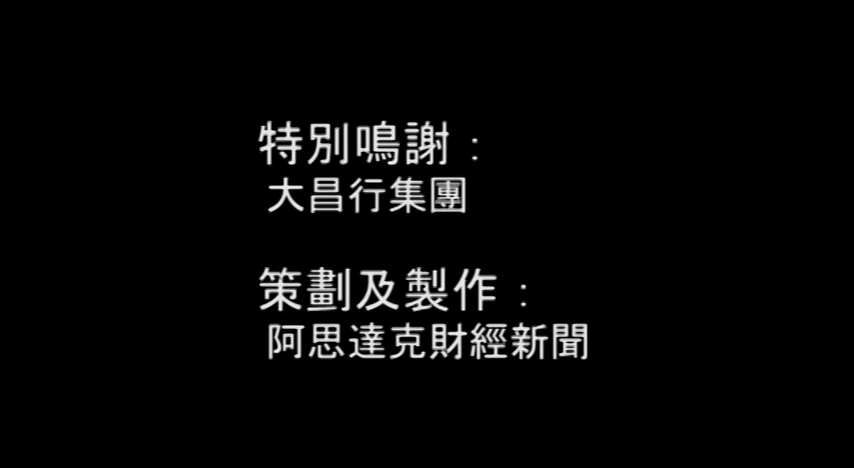 特別鳴謝：
大昌行集團
策劃及製作：
阿思達克財經新聞